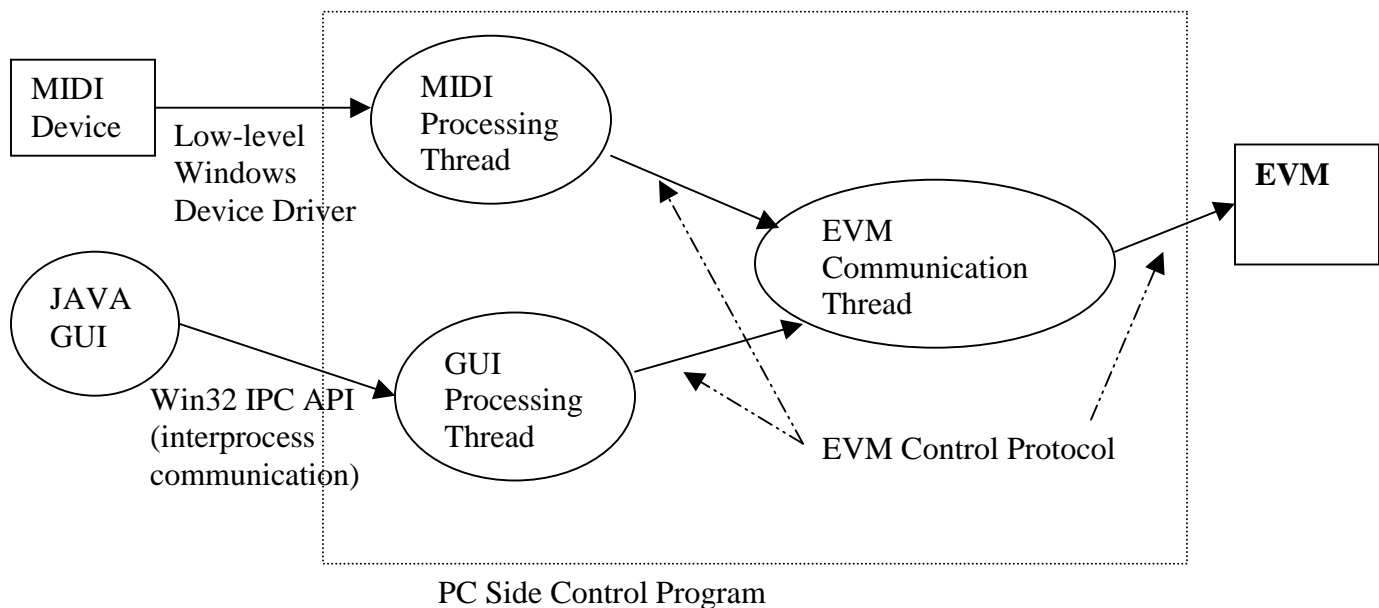 MIDI
Device
Low-level
Windows
Device Driver
MIDI
Processing
Thread
EVM
Communication
Thread
EVM
JAVA
GUI
Win32 IPC API
(interprocess
communication)
GUI
Processing
Thread
EVM Control Protocol
PC Side Control Program